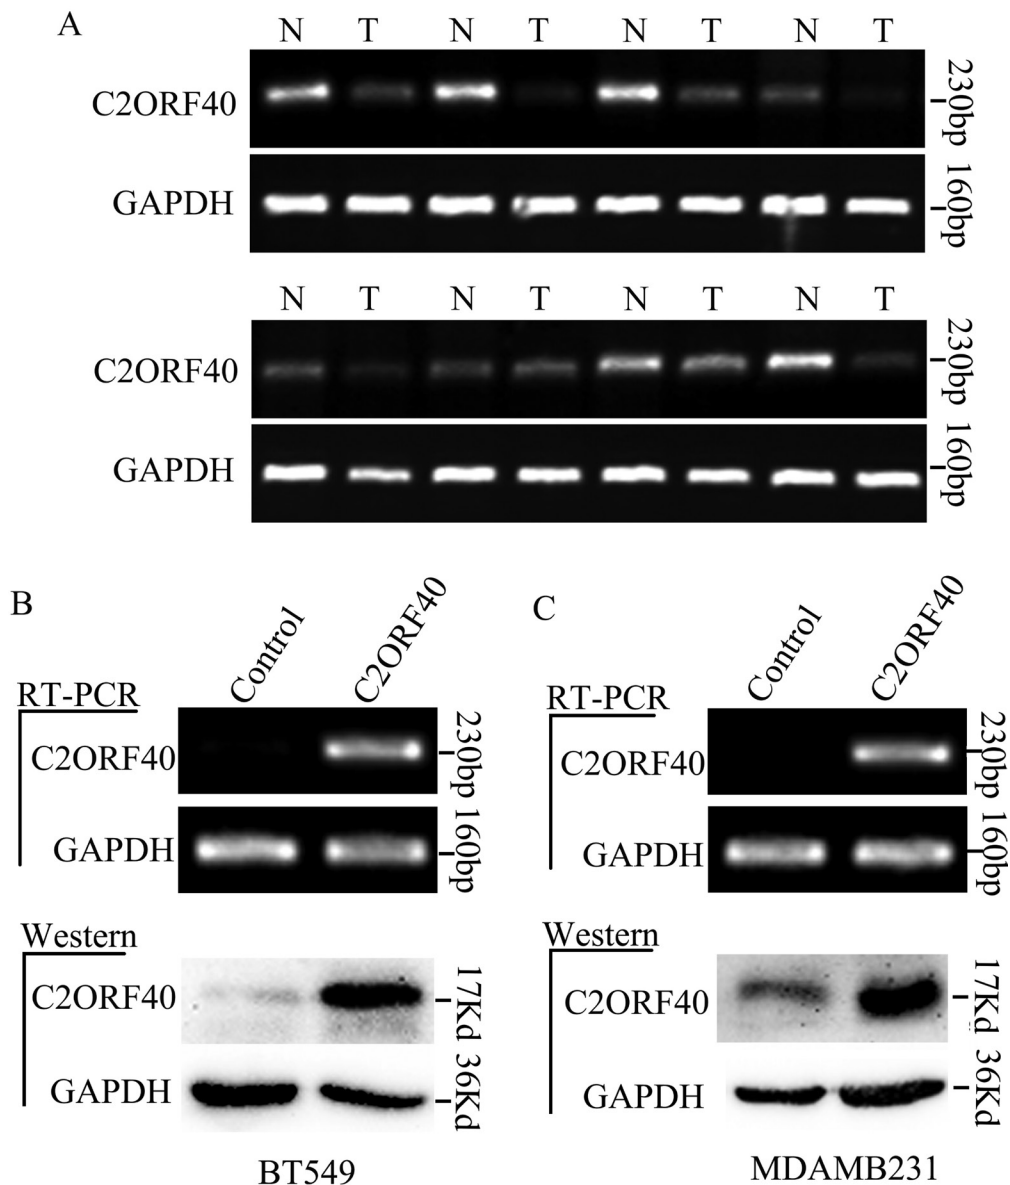 A
N T N T N T N T
C2ORF40 230bp
GAPDH 160bp
N T N T N T N T
C2ORF40 230bp
GAPDH 160bp
B
Control C2ORF40
RT-PCR
C2ORF40 230bp
GAPDH 160bp
Western
C2ORF40 17Kd
GAPDH 36Kd
BT549
C
Control C2ORF40
RT-PCR
C2ORF40 230bp
GAPDH 160bp
Western
C2ORF40 17Kd
GAPDH 36Kd
MDAMB231